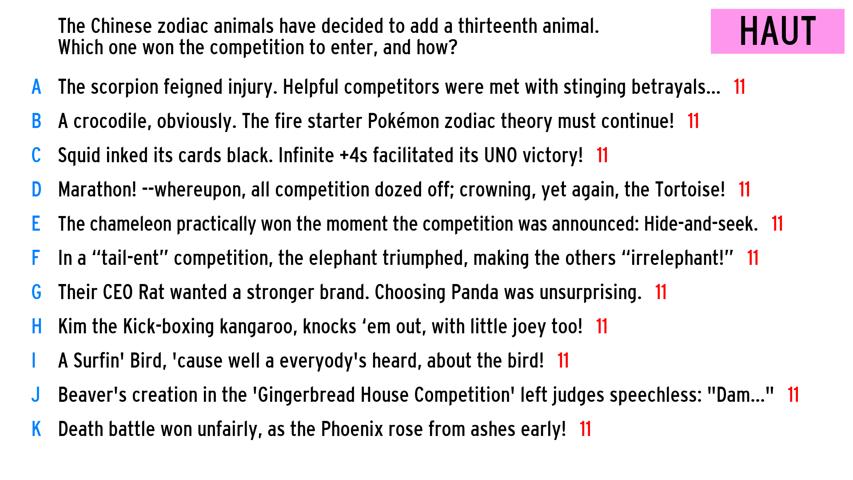 The Chinese zodiac animals have decided to add a thirteenth animal.
Which one won the competition to enter, and how?
HAUT
A The scorpion feigned injury. Helpful competitors were met with stinging betrayals... 11
B A crocodile, obviously. The fire starter Pokémon zodiac theory must continue! 11
C Squid inked its cards black. Infinite +4s facilitated its UNO victory! 11
D Marathon! --whereupon, all competition dozed off; crowning, yet again, the Tortoise! 11
E The chameleon practically won the moment the competition was announced: Hide-and-seek. 11
F In a “tail-ent” competition, the elephant triumphed, making the others “irrelephant!” 11
G Their CEO Rat wanted a stronger brand. Choosing Panda was unsurprising. 11
H Kim the Kick-boxing kangaroo, knocks ‘em out, with little joey too! 11
I A Surfin' Bird, 'cause well a everyody's heard, about the bird! 11
J Beaver's creation in the 'Gingerbread House Competition' left judges speechless: "Dam..." 11
K Death battle won unfairly, as the Phoenix rose from ashes early! 11